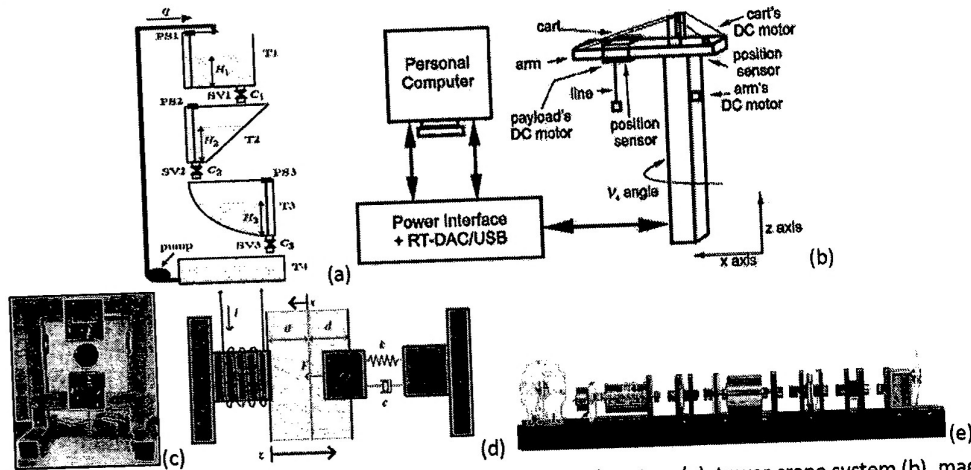 q
PS1
T1
H₁
SV1 C₁
PS2
H₂
T2
SV2 C₂
PS3
H₃
T3
SV3 C₃
pump
T4
(a)
Personal
Computer
Power Interface
+ RT-DAC/USB
cart
cart's
DC motor
arm
position
sensor
line
arm's
DC motor
payload's
DC motor
position
sensor
angle
z axis
x axis
(b)
(c)
i
x
d d
k
c
(d)
(e)
tower crane system (b), mag